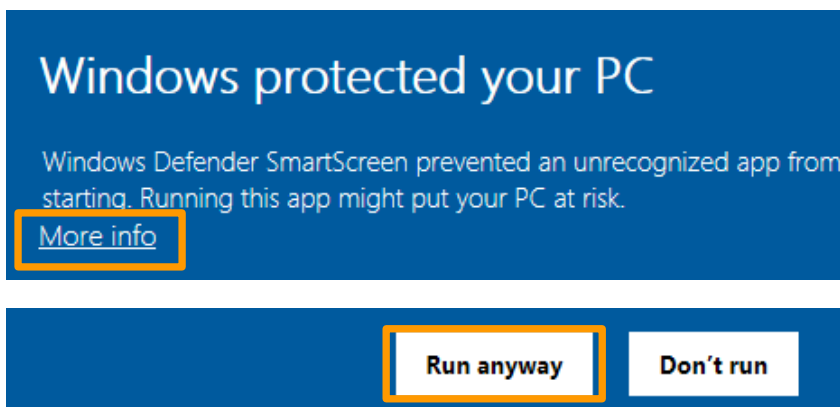 Windows protected your PC
Windows Defender SmartScreen prevented an unrecognized app from
starting. Running this app might put your PC at risk.
More info
Run anyway Don't run